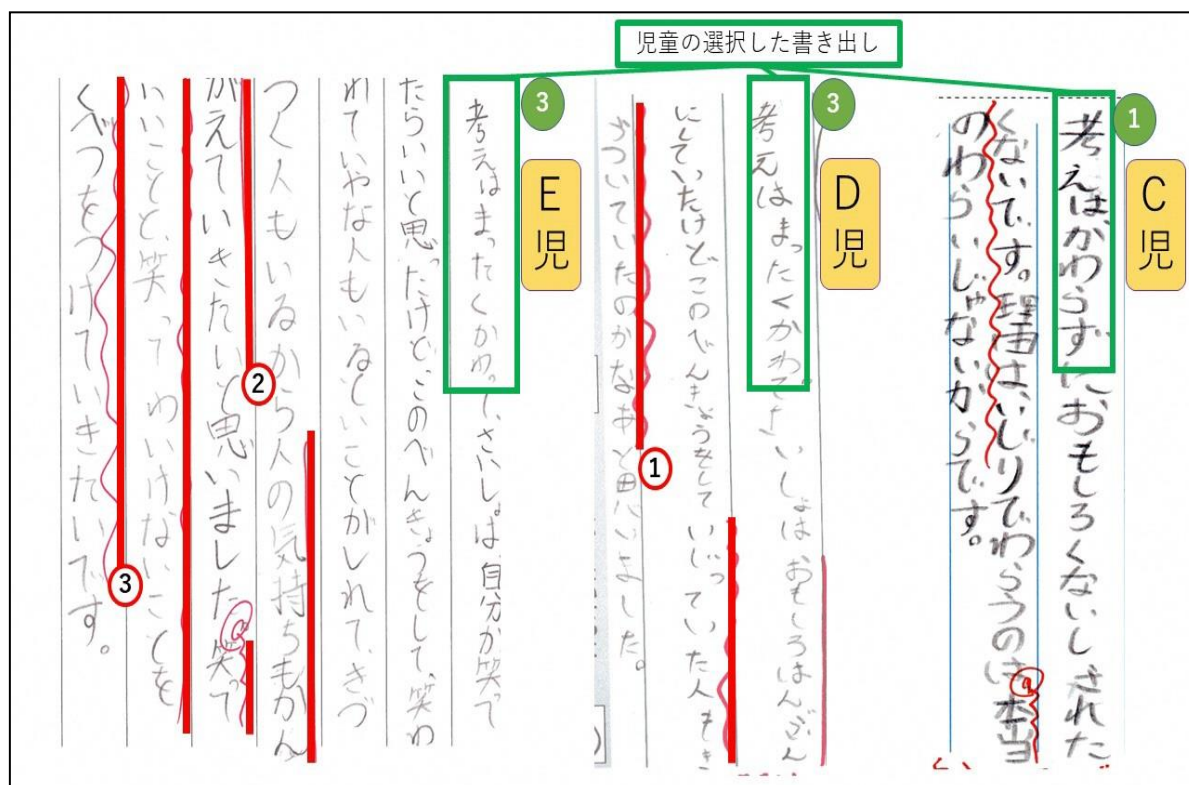 児童の選択した書き出し
1
C児
考えは、かわらずにおもしろくないしされた
くないです。理由は、いじりでわらうのは本当
のわらいじゃないからです。
3
D児
考えはまったくかわってさいしょはおもしろはんぶん
にしていたけどこのべんきょうをしていじっていた人もき
ずついていたのかなあと思いました。
①
3
E児
考えはまったくかわって、さいしょは、自分が笑って
たらいいと思ったけど、このべんきょうをして、笑わ
れていやな人もいるしいことがしれて、きづ
つく人もいるから人の気持ちもかん
がえていきたいと思いました笑って
いいことと、笑ってわいけないことを
くべつをつけていきたいです。
②
③